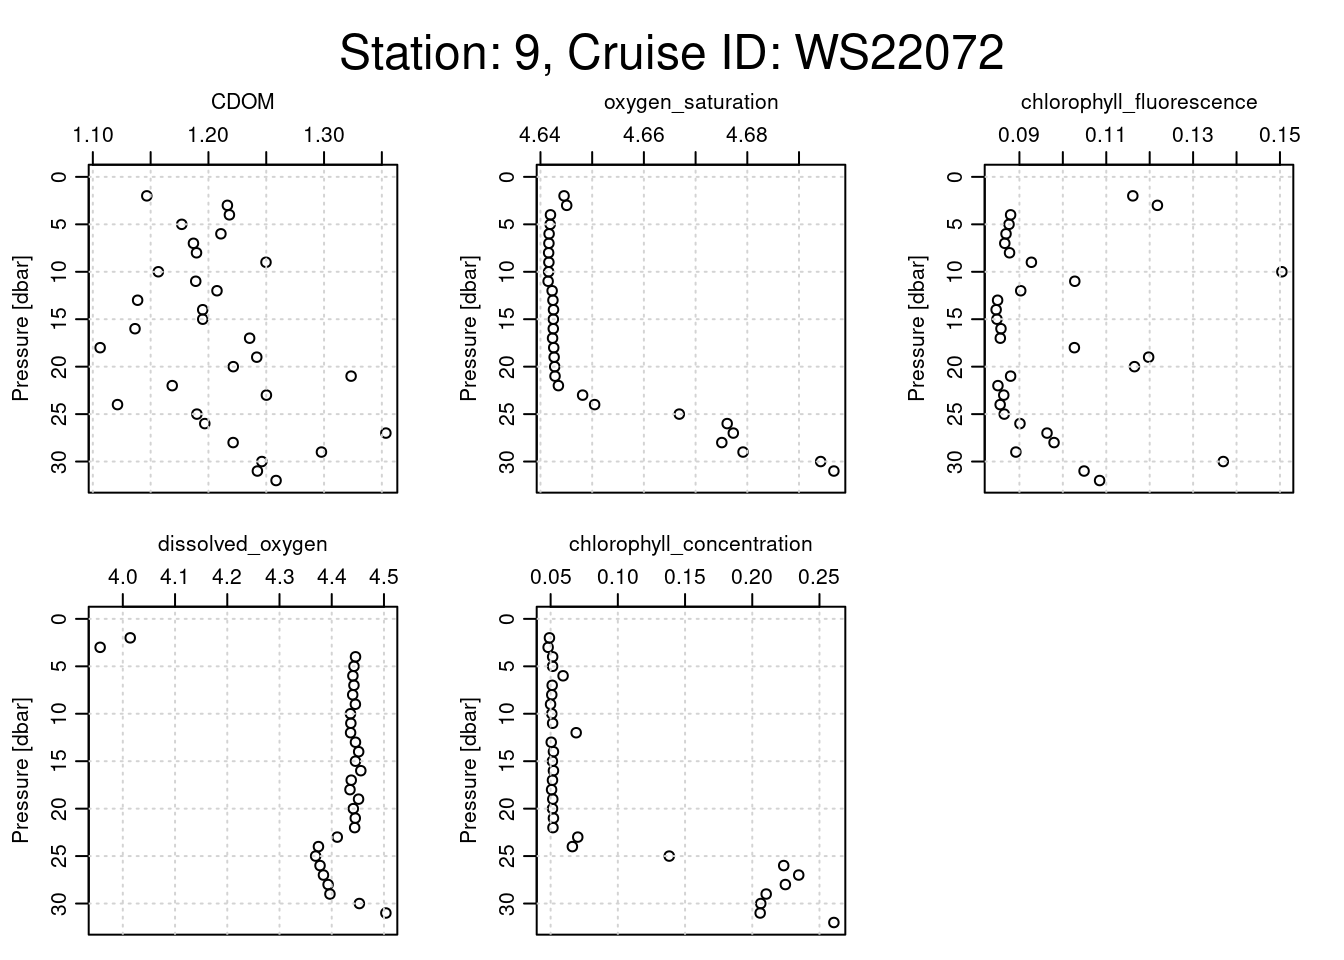 Station: 9, Cruise ID: WS22072
CDOM
1.10 1.20 1.30
Pressure [dbar]
0 5 10 15 20 25 30
oxygen_saturation
4.64 4.66 4.68
Pressure [dbar]
0 5 10 15 20 25 30
chlorophyll_fluorescence
0.09 0.11 0.13 0.15
Pressure [dbar]
0 5 10 15 20 25 30
dissolved_oxygen
4.0 4.1 4.2 4.3 4.4 4.5
Pressure [dbar]
0 5 10 15 20 25 30
chlorophyll_concentration
0.05 0.10 0.15 0.20 0.25
Pressure [dbar]
0 5 10 15 20 25 30